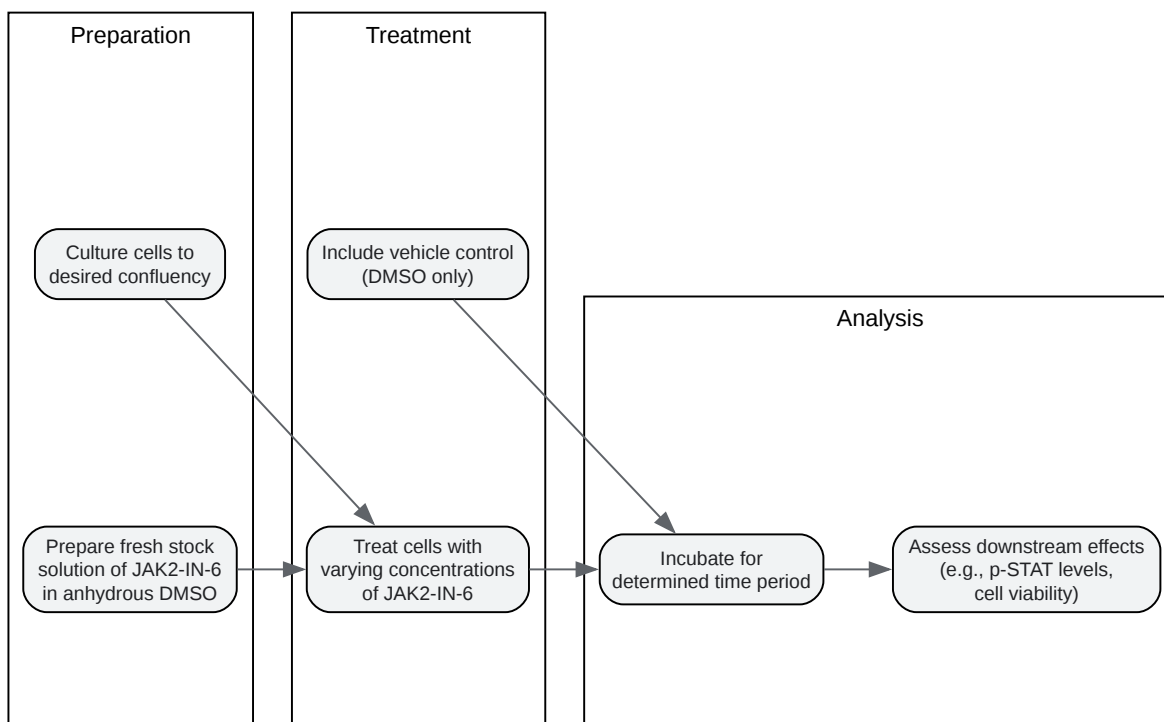 Preparation
Treatment
Culture cells to
desired confluency
Include vehicle control
(DMSO only)
Analysis
Prepare fresh stock
solution of JAK2-IN-6
in anhydrous DMSO
Treat cells with
varying concentrations
of JAK2-IN-6
Incubate for
determined time period
Assess downstream effects
(e.g., p-STAT levels,
cell viability)